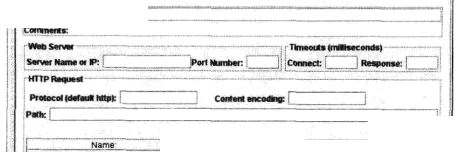 Comments:
Web Server Timeouts (milliseconds)
Server Name or IP: Port Number: Connect: Response:
HTTP Request
Protocol (default http): Content encoding:
Path:
Name: